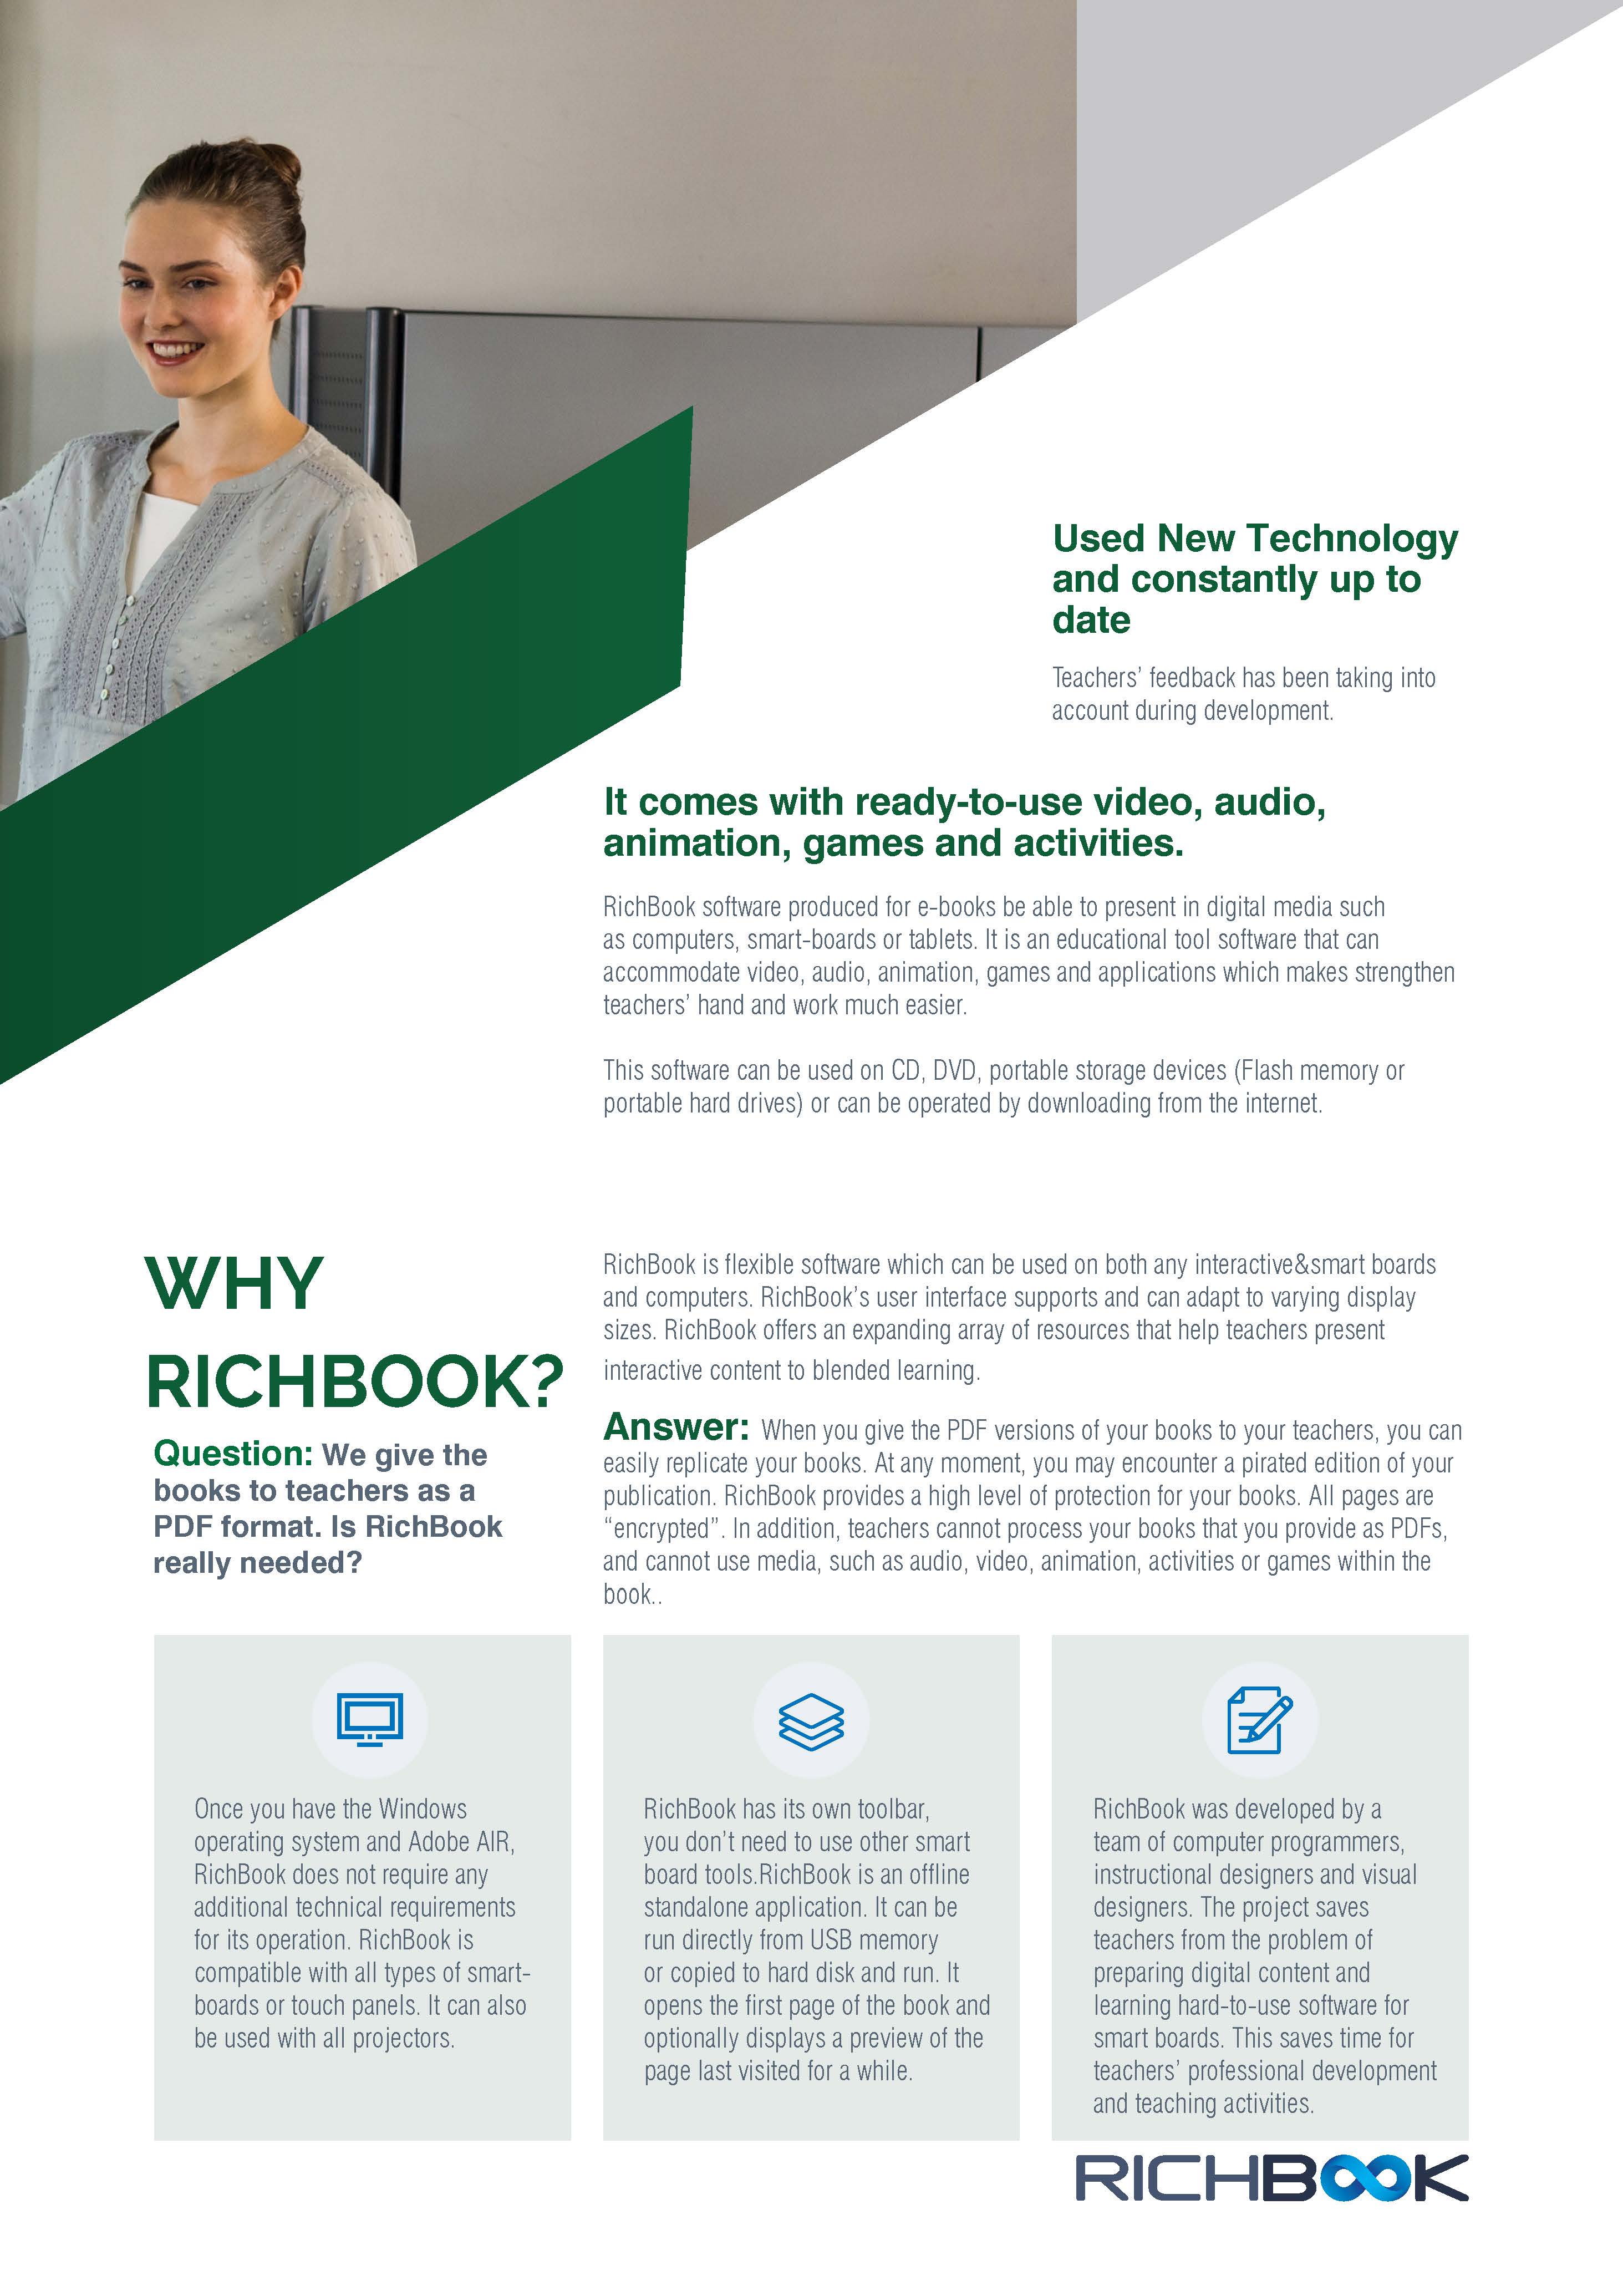 Used New Technology
and constantly up to
date
Teachers’ feedback has been taking into
account during development.
It comes with ready-to-use video, audio,
animation, games and activities.
RichBook software produced for e-books be able to present in digital media such
as computers, smart-boards or tablets. It is an educational tool software that can
accommodate video, audio, animation, games and applications which makes strengthen
teachers’ hand and work much easier.
This software can be used on CD, DVD, portable storage devices (Flash memory or
portable hard drives) or can be operated by downloading from the internet.
WHY
RICHBOOK?
RichBook is flexible software which can be used on both any interactive&smart boards
and computers. RichBook’s user interface supports and can adapt to varying display
sizes. RichBook offers an expanding array of resources that help teachers present
interactive content to blended learning.
Question: We give the
books to teachers as a
PDF format. Is RichBook
really needed?
Answer: When you give the PDF versions of your books to your teachers, you can
easily replicate your books. At any moment, you may encounter a pirated edition of your
publication. RichBook provides a high level of protection for your books. All pages are
“encrypted”. In addition, teachers cannot process your books that you provide as PDFs,
and cannot use media, such as audio, video, animation, activities or games within the
book..
Once you have the Windows
operating system and Adobe AIR,
RichBook does not require any
additional technical requirements
for its operation. RichBook is
compatible with all types of smart-
boards or touch panels. It can also
be used with all projectors.
RichBook has its own toolbar,
you don’t need to use other smart
board tools.RichBook is an offline
standalone application. It can be
run directly from USB memory
or copied to hard disk and run. It
opens the first page of the book and
optionally displays a preview of the
page last visited for a while.
RichBook was developed by a
team of computer programmers,
instructional designers and visual
designers. The project saves
teachers from the problem of
preparing digital content and
learning hard-to-use software for
smart boards. This saves time for
teachers’ professional development
and teaching activities.
RICHBOOK